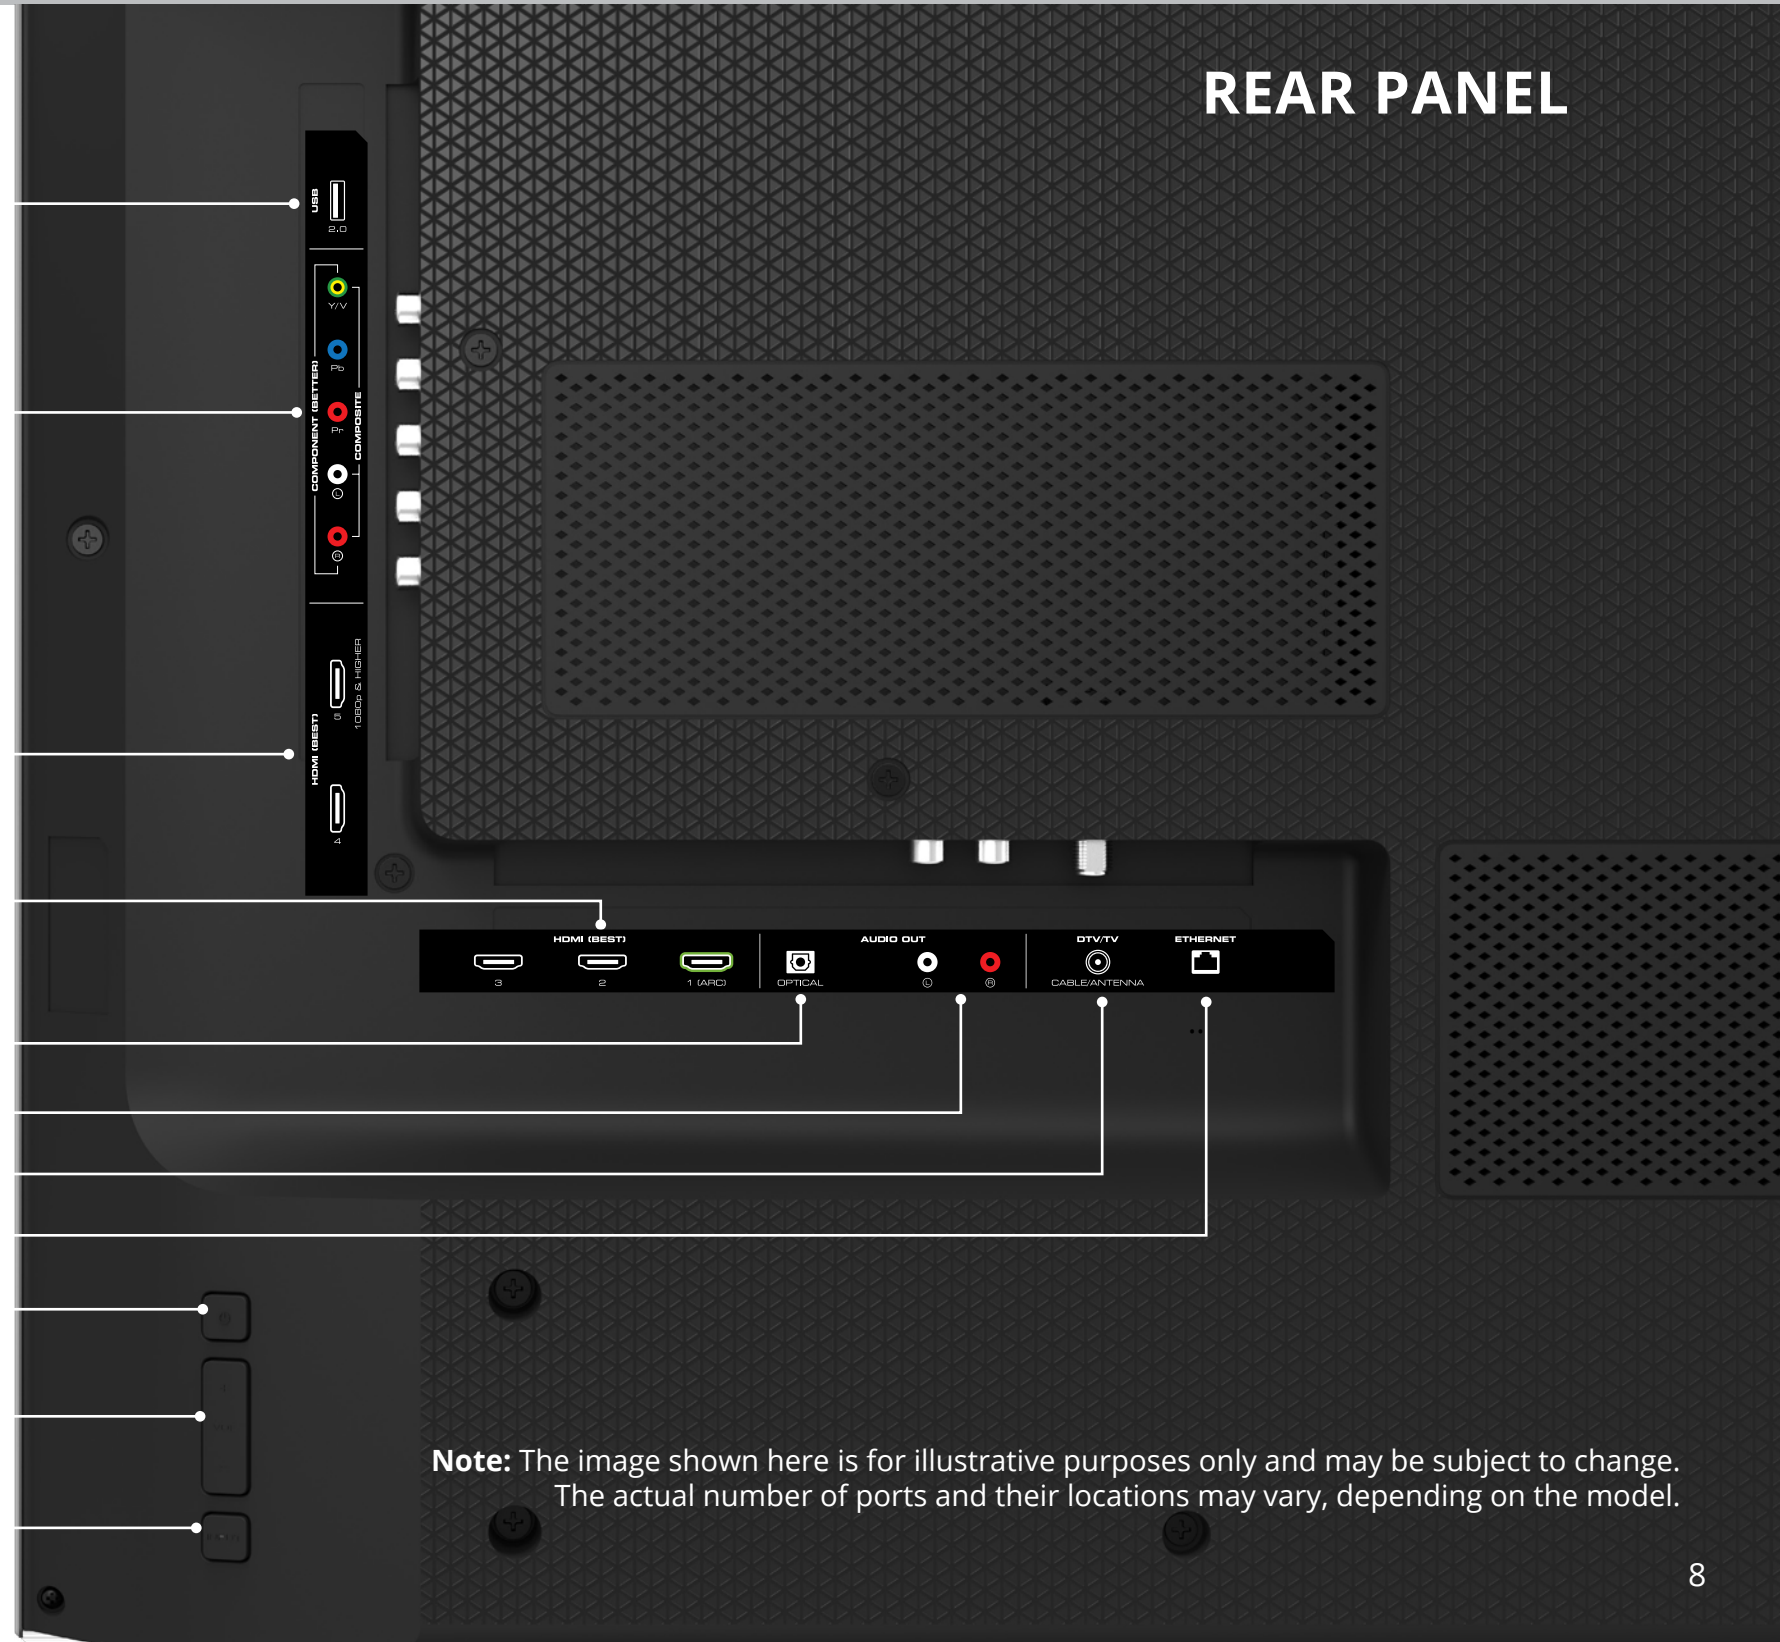 REAR PANEL
USB
2.0
Y/V
Pb
Pr
L
R
COMPONENT (BETTER)
COMPOSITE
5
1080p & HIGHER
HDMI (BEST)
4
HDMI (BEST)
3
2
1 (ARC)
AUDIO OUT
OPTICAL
L
R
DTV/TV
CABLE/ANTENNA
ETHERNET
Note: The image shown here is for illustrative purposes only and may be subject to change.
The actual number of ports and their locations may vary, depending on the model.
8